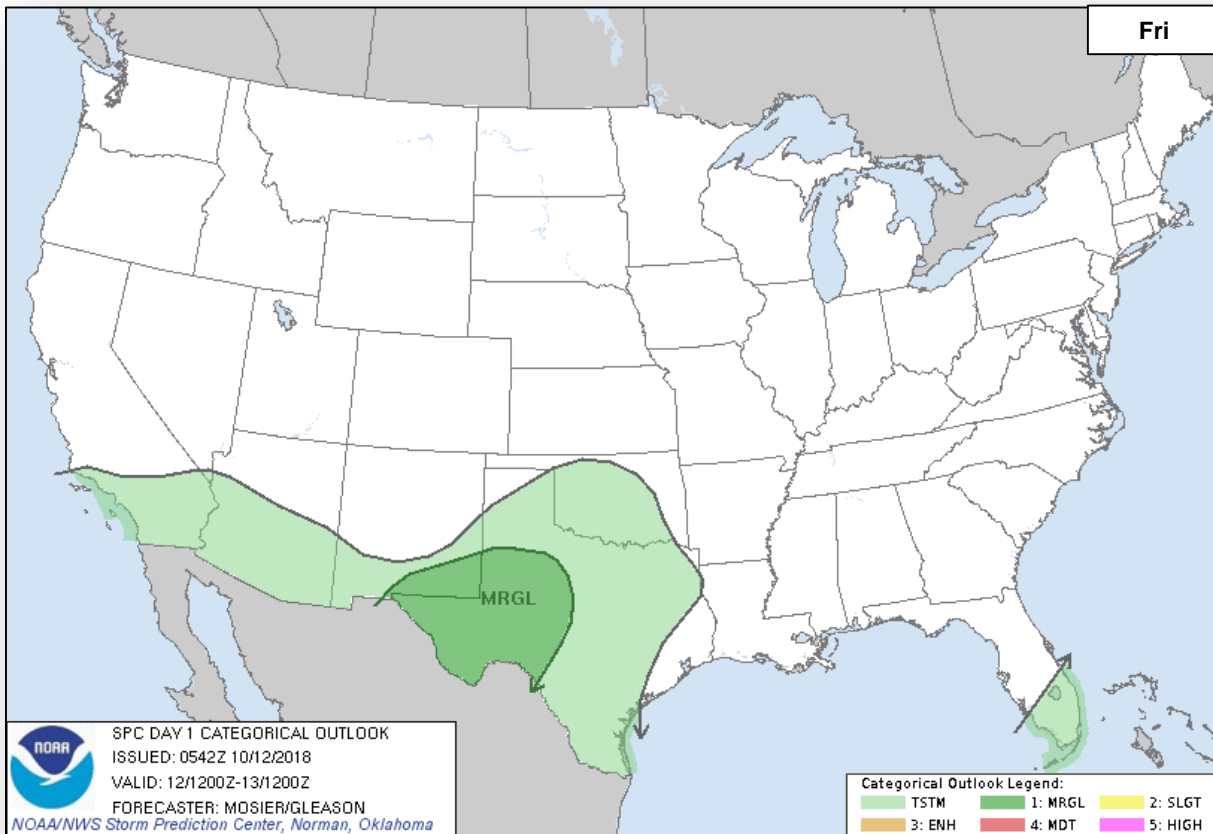 Fri
MRGL
NOAA
SPC DAY 1 CATEGORICAL OUTLOOK
ISSUED: 0542Z 10/12/2018
VALID: 12/1200Z-13/1200Z
FORECASTER: MOSIER/GLEASON
NOAA/NWS Storm Prediction Center, Norman, Oklahoma
Categorical Outlook Legend:
TSTM 1: MRGL 2: SLGT
3: ENH 4: MDT 5: HIGH